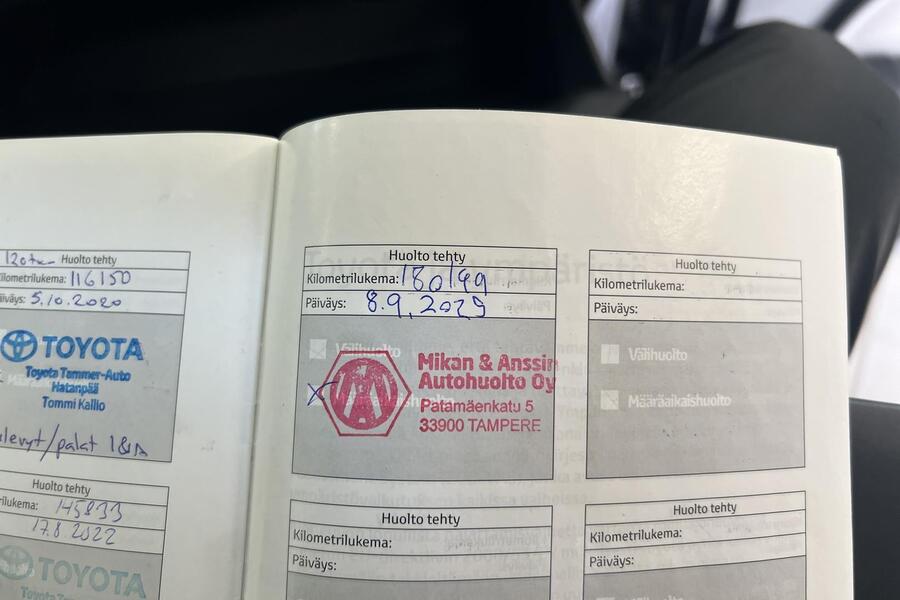 120tkm Huolto tehty
Kilometrilukema: 116150
Päiväys: 5.10.2020
TOYOTA
Toyota Tammer-Auto
Hatanpää
Tommi Kallio
Huolto tehty
145833
17.8.2022
TOYOTA
Huolto tehty
Kilometrilukema: 180149
Päiväys: 8.9.2025
Välihuolto
Määräaikaishuolto
Mikan & Anssin
Autohuolto Oy
Patamäenkatu 5
33900 TAMPERE
Huolto tehty
Kilometrilukema:
Päiväys:
Välihuolto
Määräaikaishuolto
Huolto tehty
Kilometrilukema:
Päiväys:
Huolto tehty
Kilometrilukema:
Päiväys: